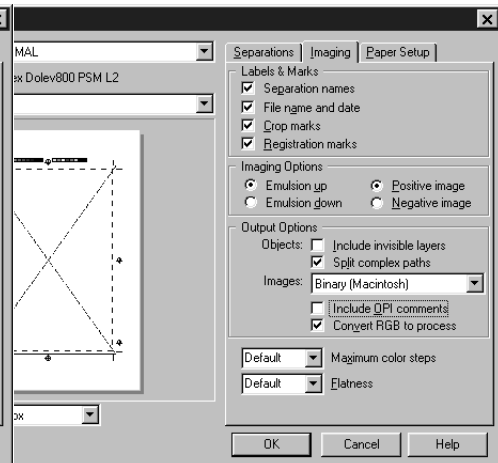 MAL
ex Dolev800 PSM L2
ox
Separations Imaging Paper Setup
Labels & Marks
Separation names
File name and date
Crop marks
Registration marks
Imaging Options
Emulsion up Positive image
Emulsion down Negative image
Output Options
Objects: Include invisible layers
Split complex paths
Images: Binary (Macintosh)
Include OPI comments
Convert RGB to process
Default Maximum color steps
Default Flatness
OK Cancel Help